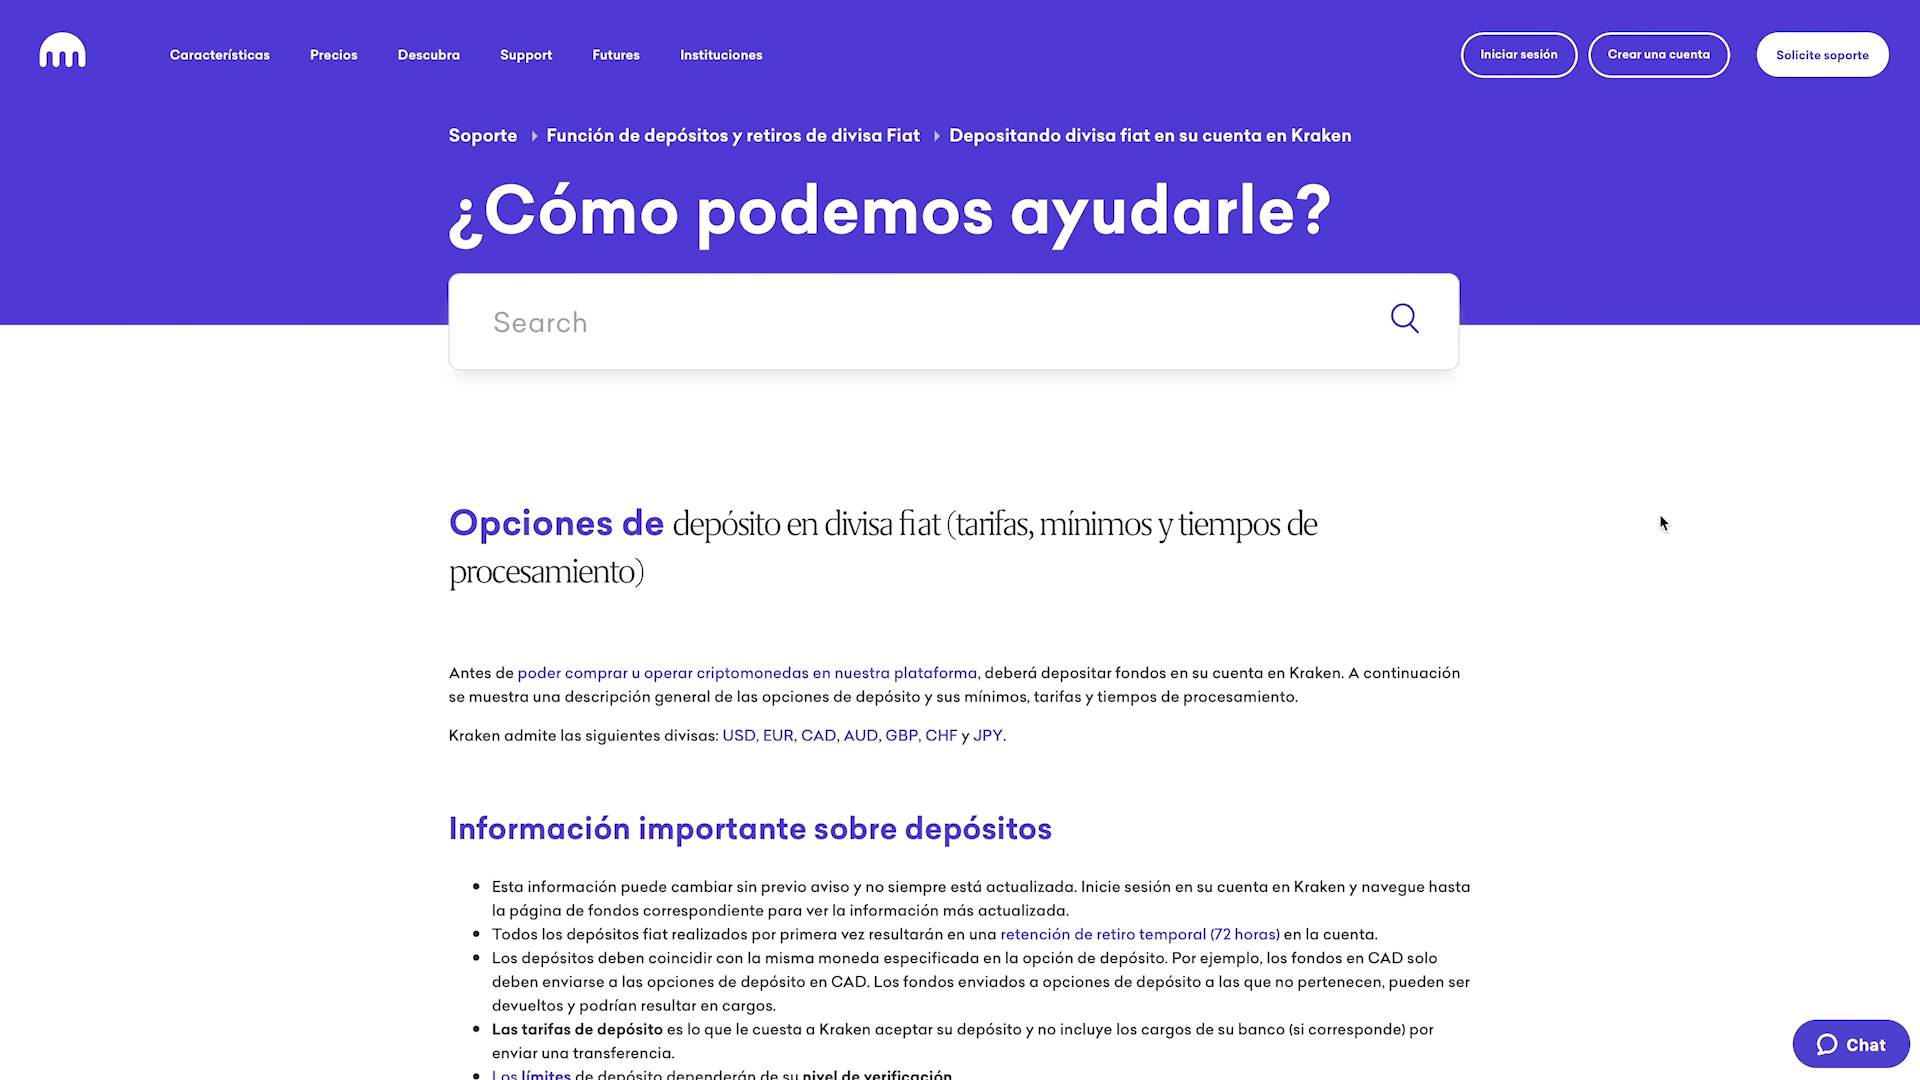 Características Precios Descubra Support Futures Instituciones Iniciar sesión Crear una cuenta Solicite soporte
Soporte Función de depósitos y retiros de divisa Fiat Depositando divisa fiat en su cuenta en Kraken
¿Cómo podemos ayudarle?
Search
Opciones de depósito en divisa fiat (tarifas, mínimos y tiempos de
procesamiento)
Antes de poder comprar u operar criptomonedas en nuestra plataforma, deberá depositar fondos en su cuenta en Kraken. A continuación
se muestra una descripción general de las opciones de depósito y sus mínimos, tarifas y tiempos de procesamiento.
Kraken admite las siguientes divisas: USD, EUR, CAD, AUD, GBP, CHF y JPY.
Información importante sobre depósitos
• Esta información puede cambiar sin previo aviso y no siempre está actualizada. Inicie sesión en su cuenta en Kraken y navegue hasta
la página de fondos correspondiente para ver la información más actualizada.
• Todos los depósitos fiat realizados por primera vez resultarán en una retención de retiro temporal (72 horas) en la cuenta.
• Los depósitos deben coincidir con la misma moneda especificada en la opción de depósito. Por ejemplo, los fondos en CAD solo
deben enviarse a las opciones de depósito en CAD. Los fondos enviados a opciones de depósito a las que no pertenecen, pueden ser
devueltos y podrían resultar en cargos.
• Las tarifas de depósito es lo que le cuesta a Kraken aceptar su depósito y no incluye los cargos de su banco (si corresponde) por
enviar una transferencia.
• Los límites de depósito dependerán de su nivel de verificación.
Chat